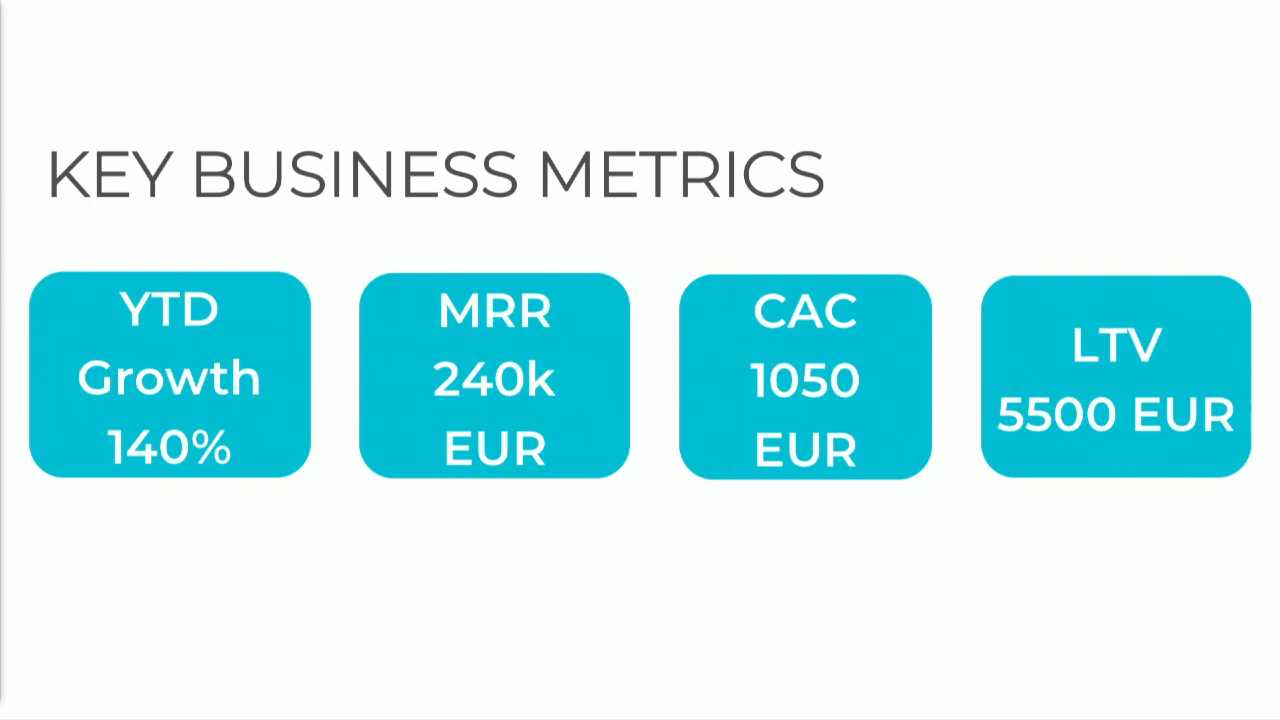 KEY BUSINESS METRICS
YTD
Growth
140%
MRR
240k
EUR
CAC
1050
EUR
LTV
5500 EUR